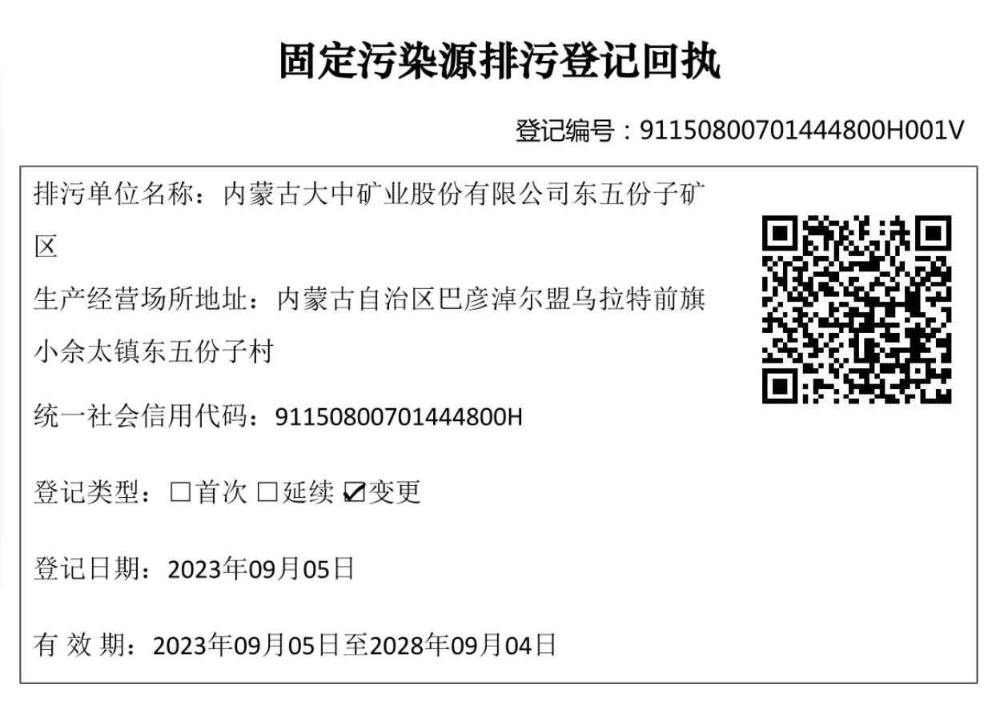 固定污染源排污登记回执
登记编号：91150800701444800H001V
排污单位名称：内蒙古大中矿业股份有限公司东五份子矿
区
生产经营场所地址：内蒙古自治区巴彦淖尔盟乌拉特前旗
小佘太镇东五份子村
统一社会信用代码：91150800701444800H
登记类型：☐首次 ☐延续 ☑变更
登记日期：2023年09月05日
有 效 期：2023年09月05日至2028年09月04日